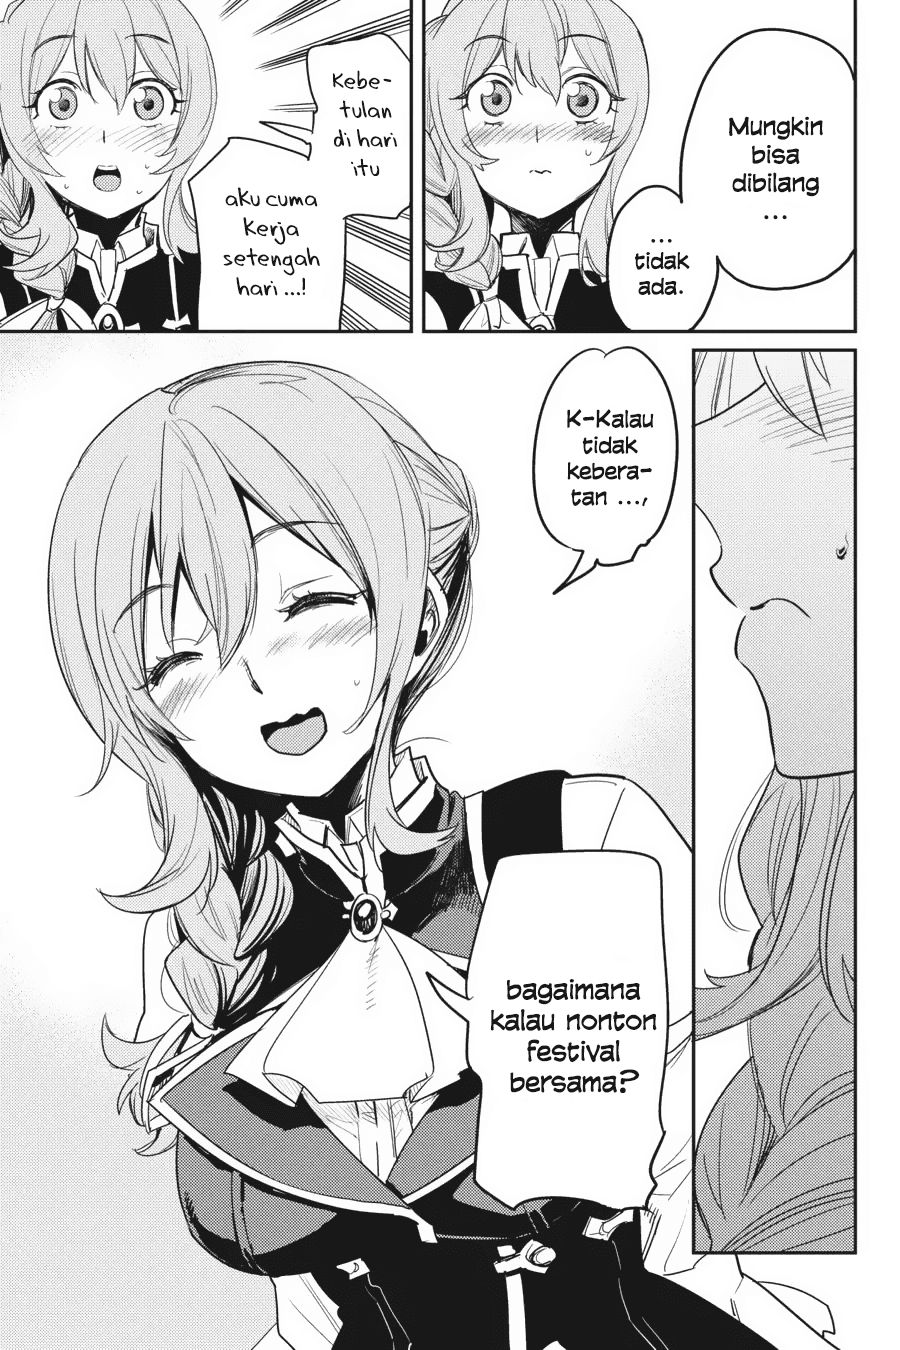 Mungkin
bisa
dibilang
...
...
tidak
ada.
Kebe-
tulan
di hari
itu
aku cuma
kerja
setengah
hari ...!
K-Kalau
tidak
kebera-
tan ...,
bagaimana
kalau nonton
festival
bersama?